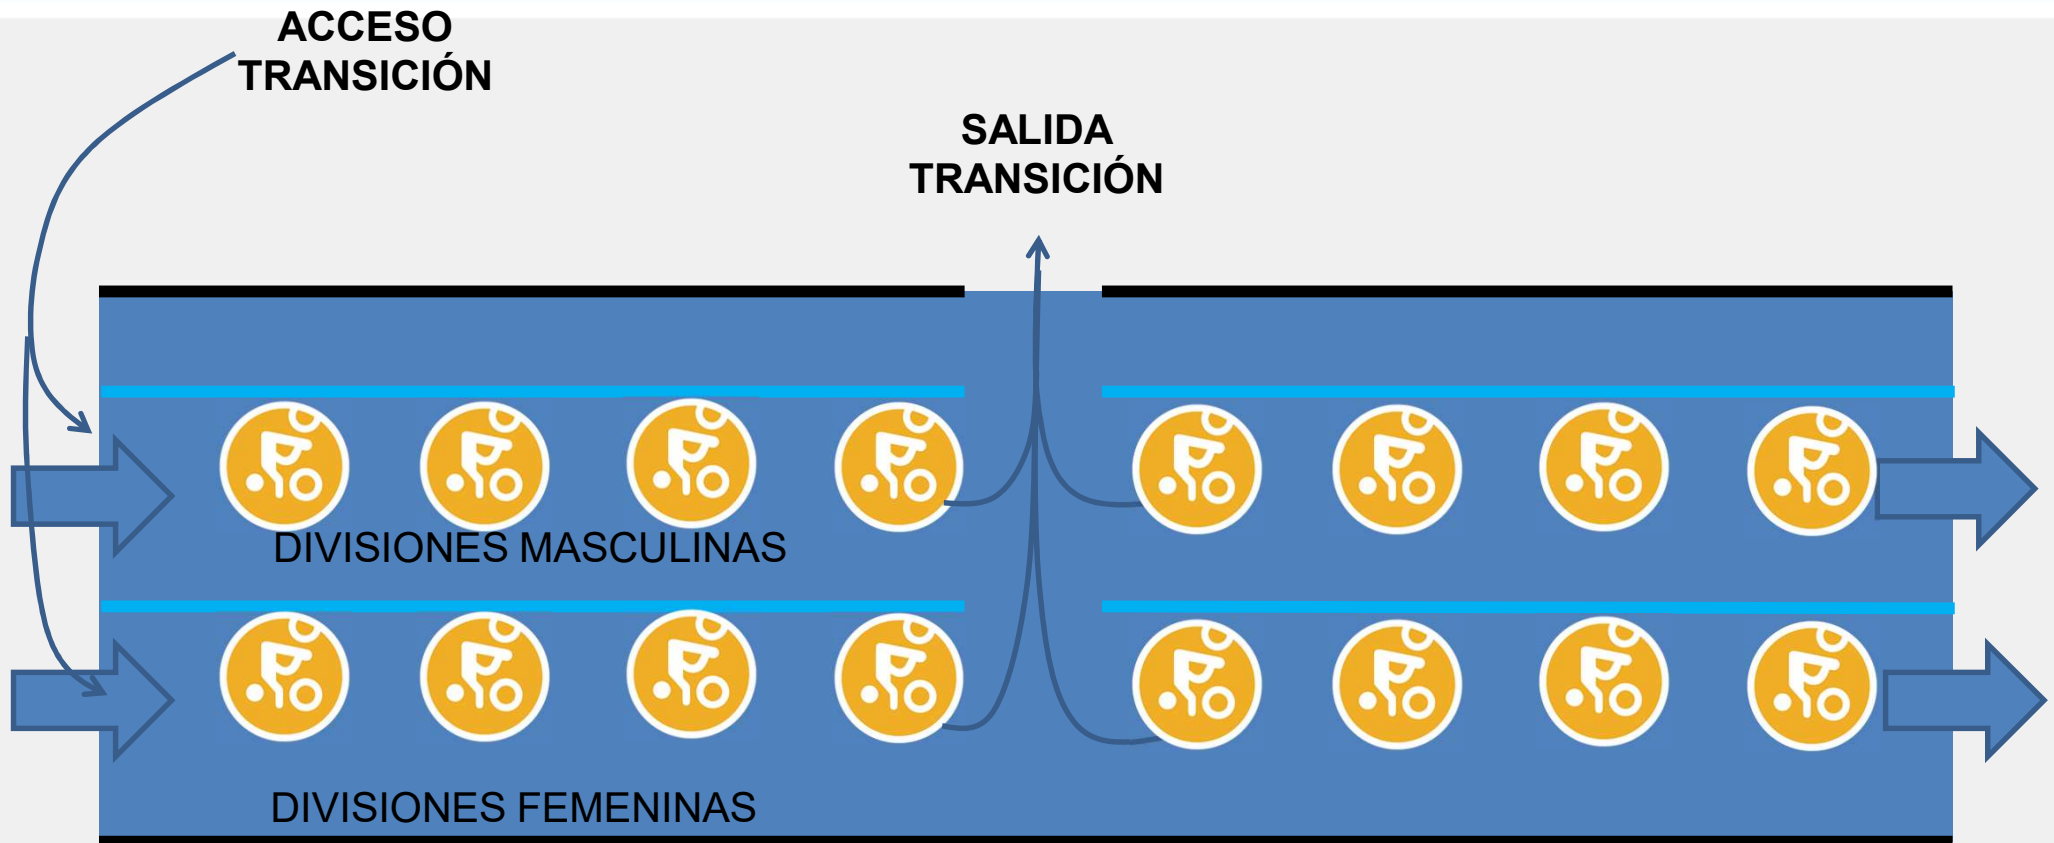 ACCESO
TRANSICIÓN
SALIDA
TRANSICIÓN
DIVISIONES MASCULINAS
DIVISIONES FEMENINAS